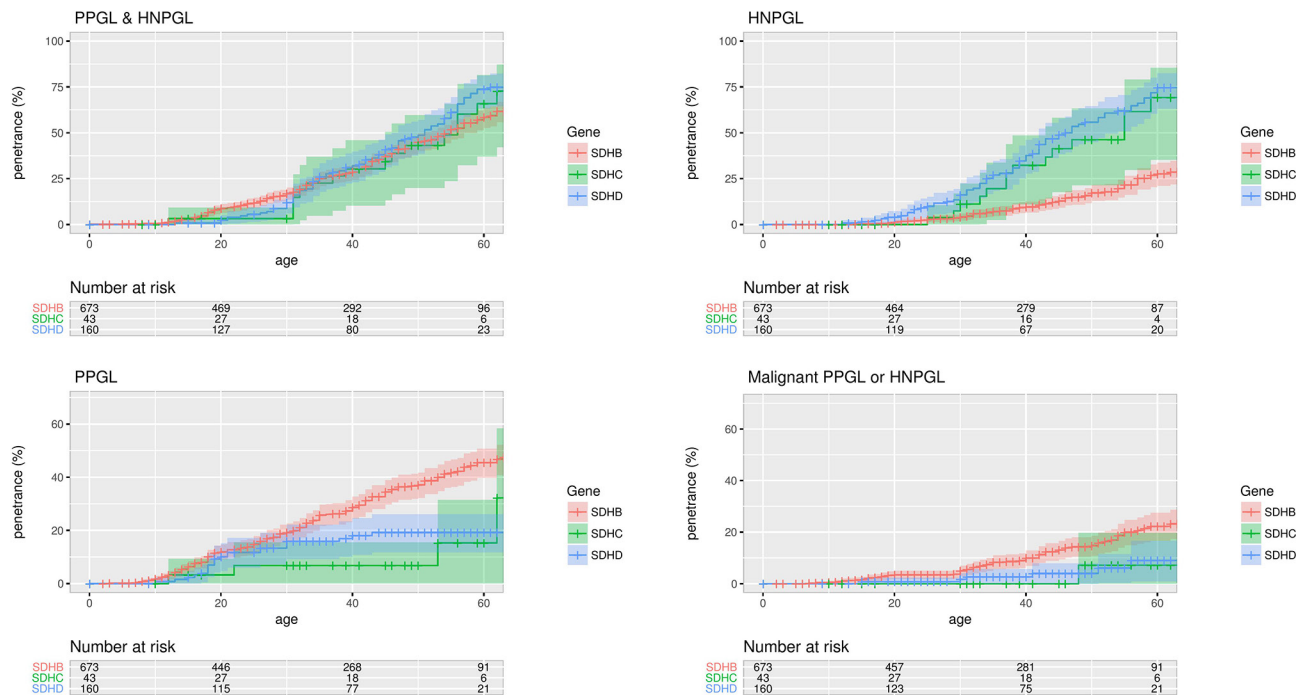 PPGL & HNPGL
100
75
50
25
0
penetrance (%)
0 20 40 60
age
Gene
SDHB
SDHC
SDHD
Number at risk
SDHB 673 469 292 96
SDHC 43 27 18 6
SDHD 160 127 80 23
HNPGL
100
75
50
25
0
penetrance (%)
0 20 40 60
age
Gene
SDHB
SDHC
SDHD
Number at risk
SDHB 673 464 279 87
SDHC 43 27 16 4
SDHD 160 119 67 20
PPGL
60
40
20
0
penetrance (%)
0 20 40 60
age
Gene
SDHB
SDHC
SDHD
Number at risk
SDHB 673 446 268 91
SDHC 43 27 18 6
SDHD 160 115 77 21
Malignant PPGL or HNPGL
60
40
20
0
penetrance (%)
0 20 40 60
age
Gene
SDHB
SDHC
SDHD
Number at risk
SDHB 673 457 281 91
SDHC 43 27 18 6
SDHD 160 123 75 21